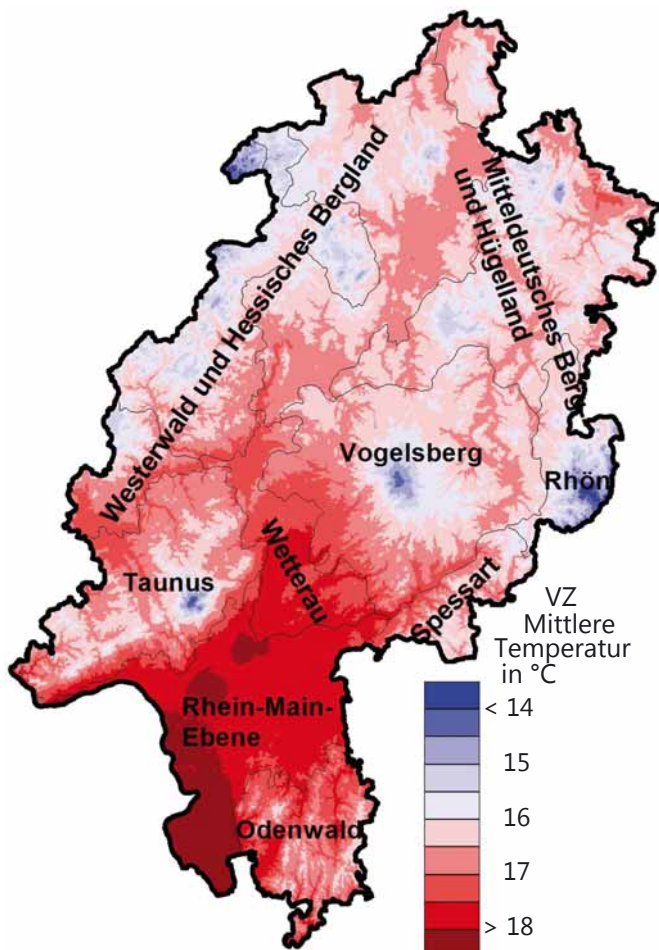 Westerwald und Hessisches Bergland
Mitteldeutsches Berg
und Hügelland
Vogelsberg
Rhön
Wetterau
Taunus
Spessart
Rhein-Main-
Ebene
Odenwald
VZ
Mittlere
Temperatur
in °C
< 14
15
16
17
> 18